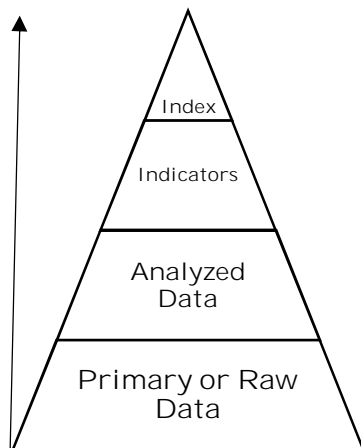 Index
Indicators
Analyzed
Data
Primary or Raw
Data